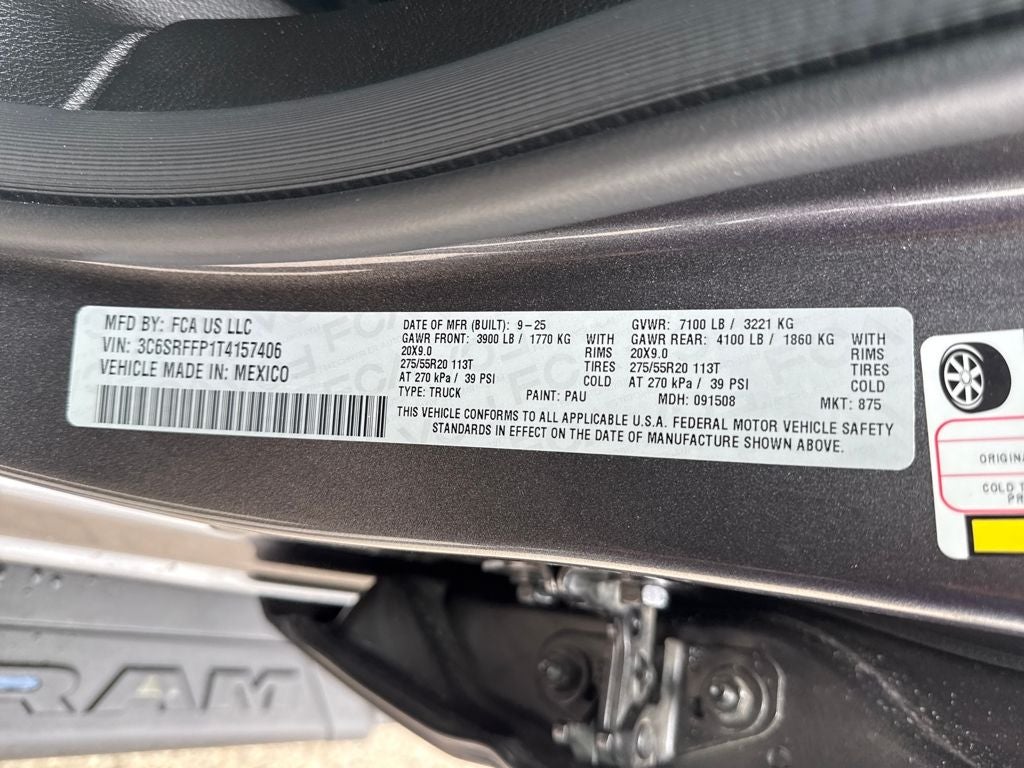 MFD BY: FCA US LLC
VIN: 3C6SRFFP1T4157406
VEHICLE MADE IN: MEXICO
DATE OF MFR (BUILT): 9-25
GAWR FRONT: 3900 LB / 1770 KG WITH
20X9.0 RIMS
275/55R20 113T TIRES
AT 270 kPa / 39 PSI COLD
TYPE: TRUCK PAINT: PAU MDH: 091508 MKT: 875
GVWR: 7100 LB / 3221 KG
GAWR REAR: 4100 LB / 1860 KG WITH
20X9.0 RIMS
275/55R20 113T TIRES
AT 270 kPa / 39 PSI COLD
THIS VEHICLE CONFORMS TO ALL APPLICABLE U.S.A. FEDERAL MOTOR VEHICLE SAFETY
STANDARDS IN EFFECT ON THE DATE OF MANUFACTURE SHOWN ABOVE.
COLD
RAM